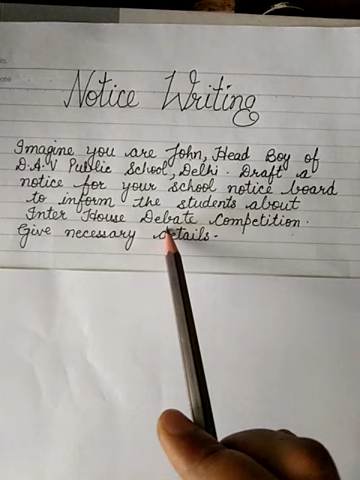 Notice Writing
Imagine you are John, Head Boy of
D.A.V Public School, Delhi. Draft a
notice for your school notice board
to inform the students about
Inter House Debate Competition.
Give necessary details.